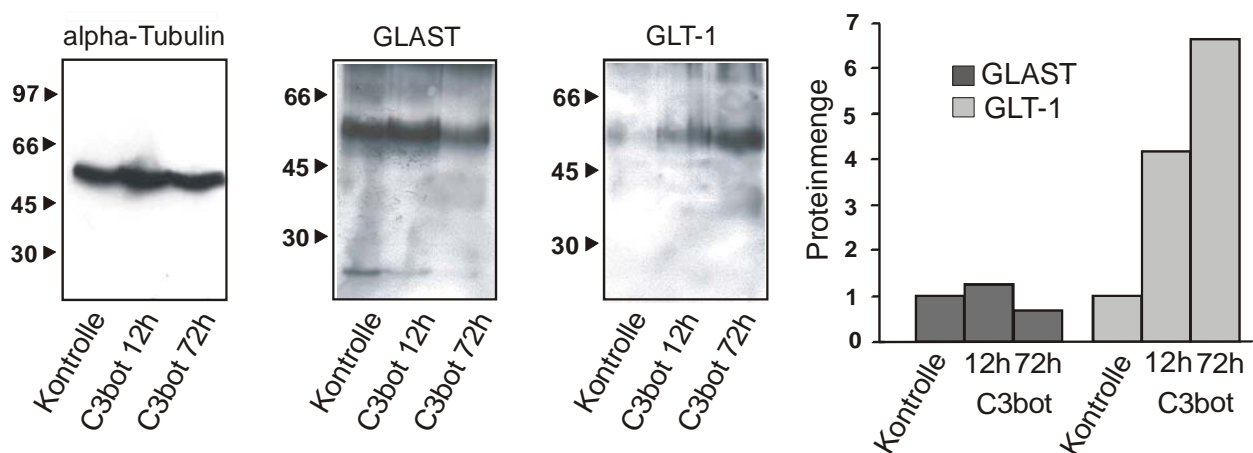 alpha-Tubulin
97
66
45
30
Kontrolle
C3bot 12h
C3bot 72h
GLAST
66
45
30
Kontrolle
C3bot 12h
C3bot 72h
GLT-1
66
45
30
Kontrolle
C3bot 12h
C3bot 72h
Proteinmenge
7
6
5
4
3
2
1
0
GLAST
GLT-1
Kontrolle
12h 72h
C3bot
Kontrolle
12h 72h
C3bot